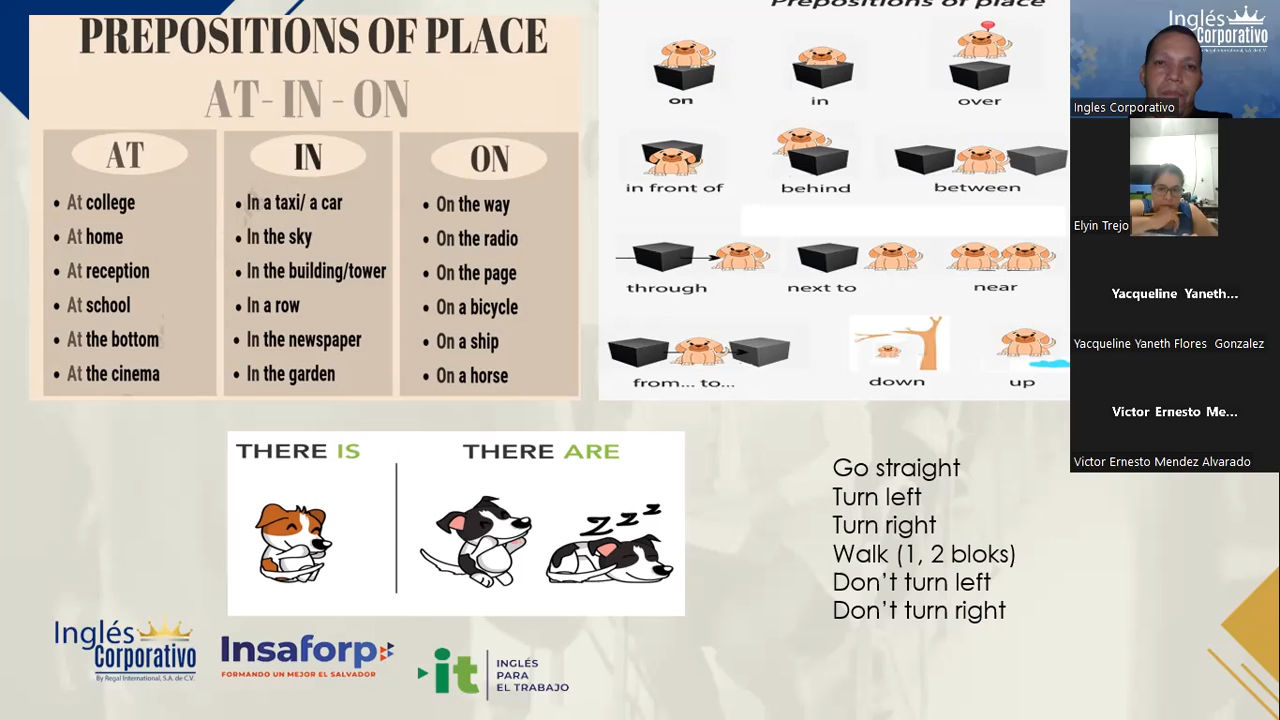 PREPOSITIONS OF PLACE
AT- IN - ON
AT
At college
At home
At reception
At school
At the bottom
At the cinema
IN
In a taxi/ a car
In the sky
In the building/tower
In a row
In the newspaper
In the garden
ON
On the way
On the radio
On the page
On a bicycle
On a ship
On a horse
Prepositions of place
on
in
over
in front of
behind
between
through
next to
near
from... to...
down
up
THERE IS
THERE ARE
z z z
Go straight
Turn left
Turn right
Walk (1, 2 bloks)
Don't turn left
Don't turn right
Inglés
Corporativo
By Regal International, S.A. de C.V.
Insaforp
FORMANDO UN MEJOR EL SALVADOR
it
INGLÉS
PARA
EL TRABAJO
Inglés
Corporativo
By Regal International, S.A. de C.V.
Ingles Corporativo
Elyin Trejo
Yacqueline Yaneth...
Yacqueline Yaneth Flores Gonzalez
Victor Ernesto Me...
Victor Ernesto Mendez Alvarado